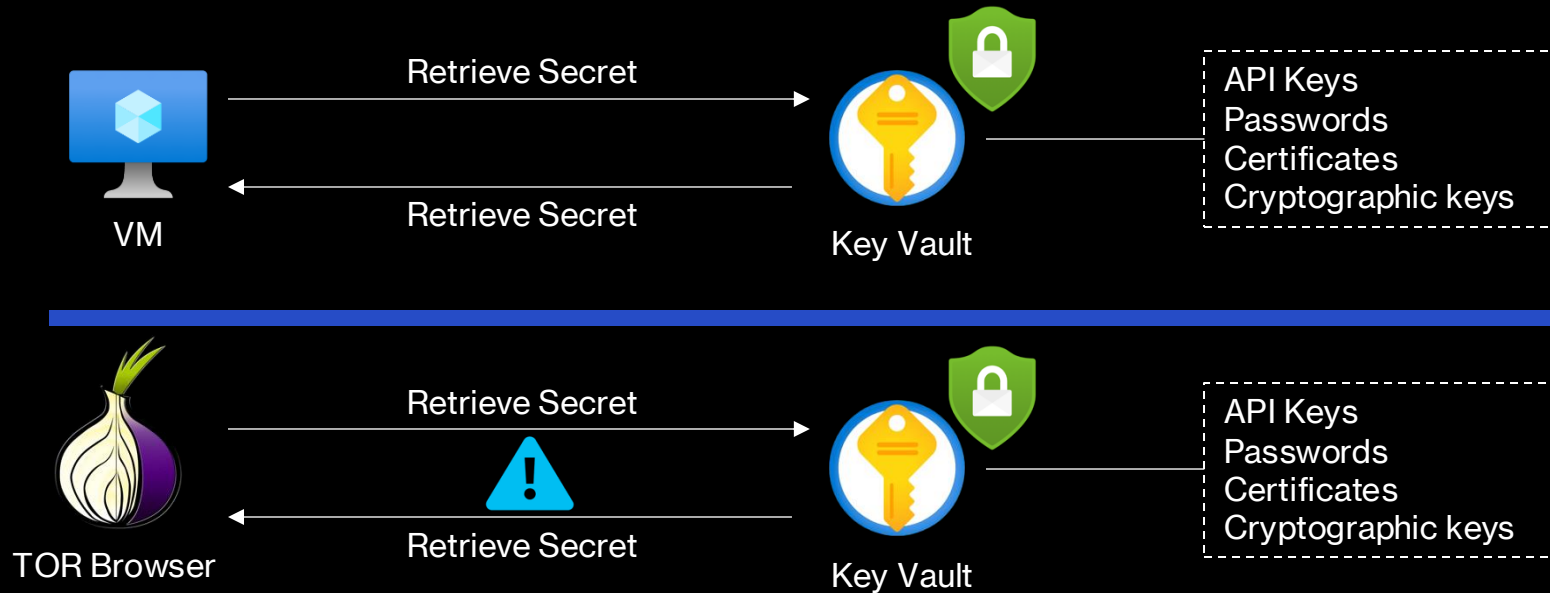 Retrieve Secret
Retrieve Secret
VM
Key Vault
API Keys
Passwords
Certificates
Cryptographic keys
Retrieve Secret
!
Retrieve Secret
TOR Browser
Key Vault
API Keys
Passwords
Certificates
Cryptographic keys